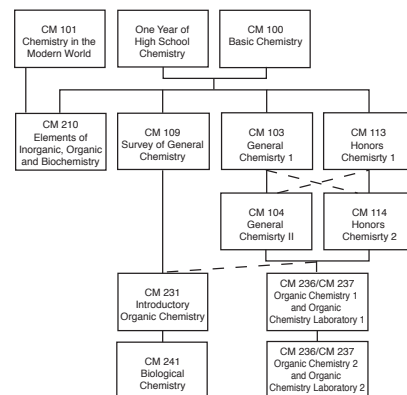 CM 101
Chemistry in the
Modern World
One Year of
High School
Chemistry
CM 100
Basic Chemistry
CM 210
Elements of
Inorganic, Organic
and Biochemistry
CM 109
Survey of General
Chemistry
CM 103
General
Chemisrty 1
CM 113
Honors
Chemisrty 1
CM 104
General
Chemisrty II
CM 114
Honors
Chemisrty 2
CM 231
Introductory
Organic Chemistry
CM 236/CM 237
Organic Chemistry 1
and Organic
Chemistry Laboratory 1
CM 241
Biological
Chemistry
CM 236/CM 237
Organic Chemistry 2
and Organic
Chemistry Laboratory 2